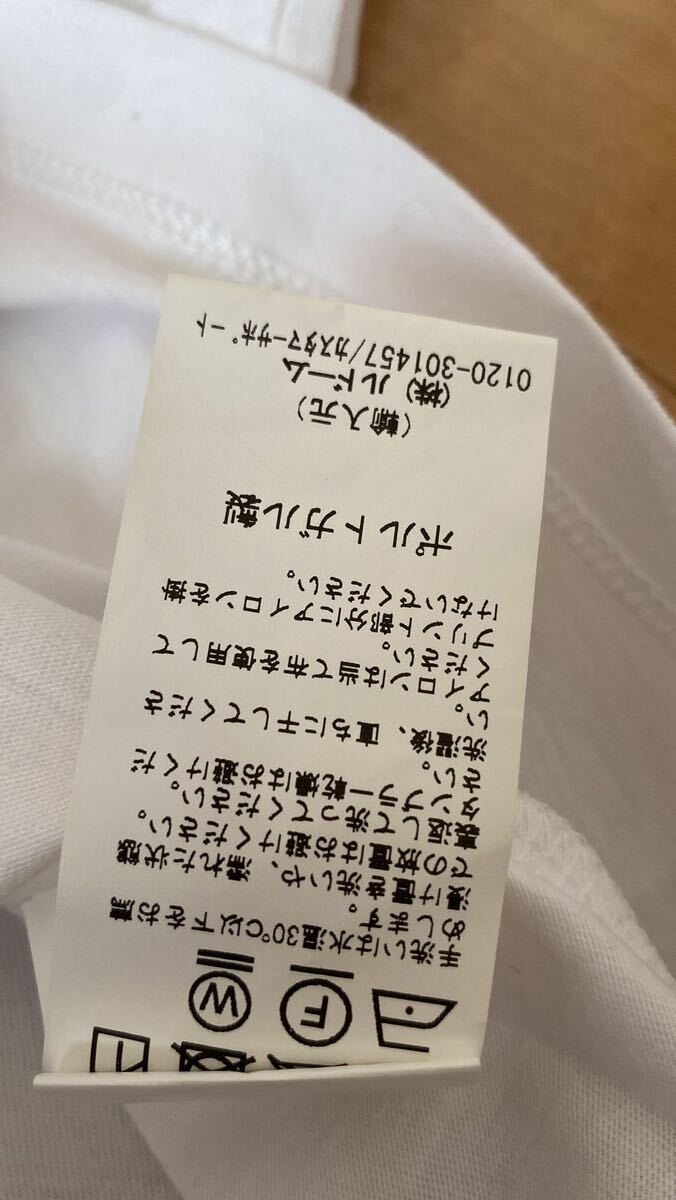 F
W
手洗いは水温30℃以下をお薦
めします。
浸け置き洗いや、濡れた状態
での放置はお避けください。
裏返して洗ってください。
タンブラー乾燥はお避けくだ
さい。
洗濯後、直ちに干してくださ
い。
アイロンは当て布を使用して
ください。
プリント部分にアイロンを掛
けないでください。
ポルトガル製
(輸入元)
(株)ルドーム
0120-301457/カスタマーサポート